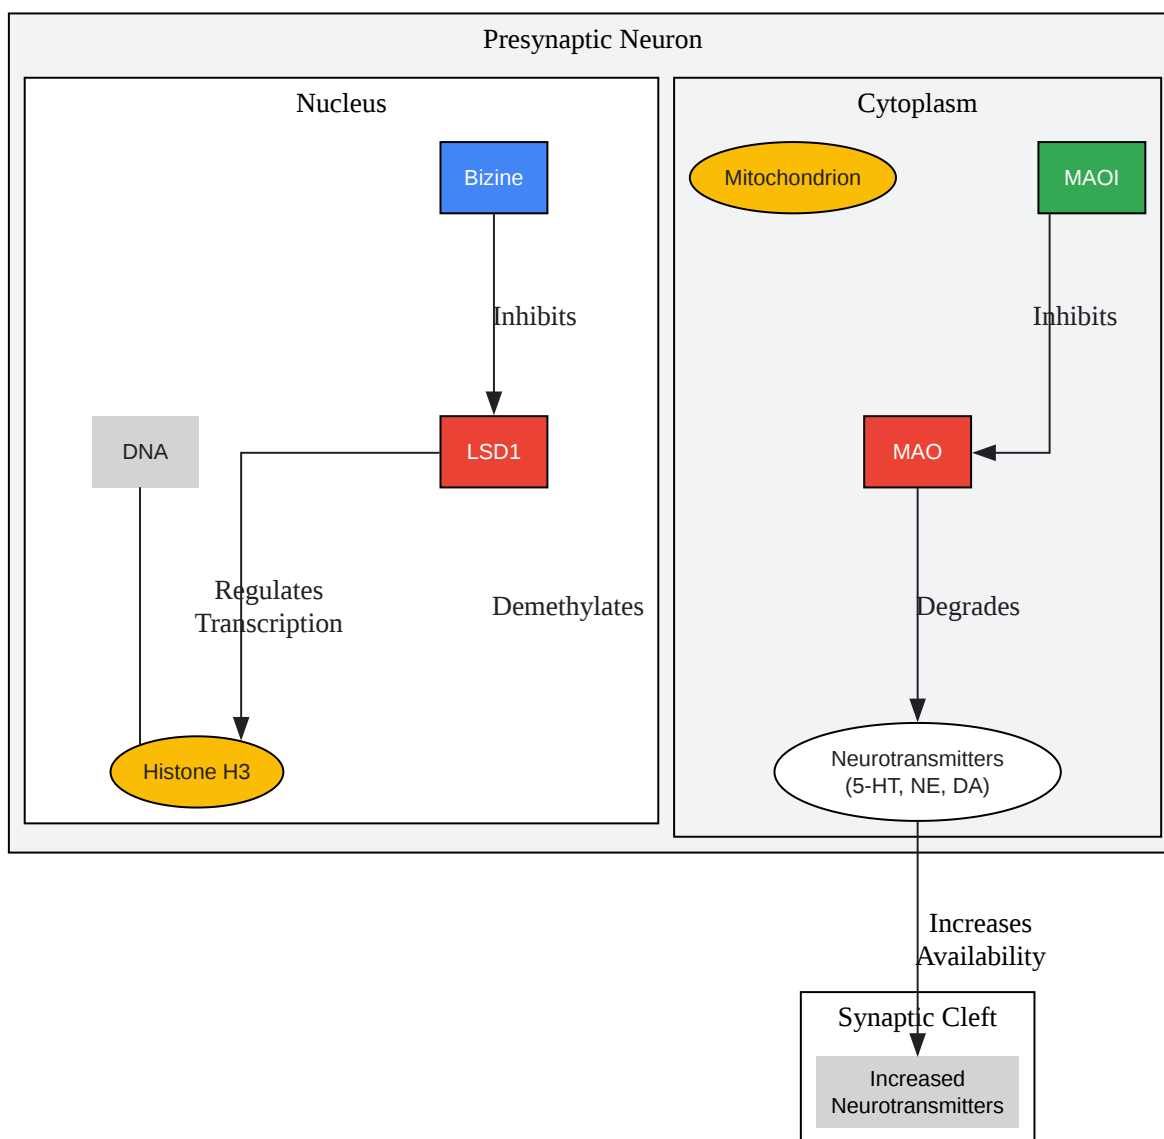 Presynaptic Neuron
Nucleus
Cytoplasm
Bizine
Mitochondrion
MAOI
Inhibits
Inhibits
DNA
LSD1
MAO
Regulates
Transcription
Demethylates
Degrades
Histone H3
Neurotransmitters
(5-HT, NE, DA)
Increases
Availability
Synaptic Cleft
Increased
Neurotransmitters